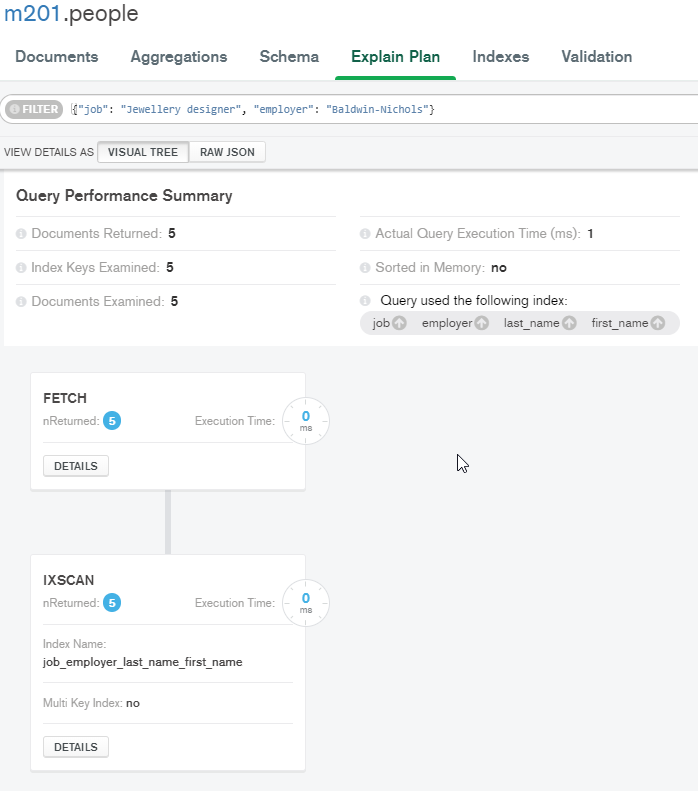 m201.people
Documents Aggregations Schema Explain Plan Indexes Validation
FILTER {"job": "Jewellery designer", "employer": "Baldwin-Nichols"}
VIEW DETAILS AS VISUAL TREE RAW JSON
Query Performance Summary
Documents Returned: 5 Actual Query Execution Time (ms): 1
Index Keys Examined: 5 Sorted in Memory: no
Documents Examined: 5 Query used the following index:
job employer last_name first_name
FETCH
nReturned: 5 Execution Time: 0 ms
DETAILS
IXSCAN
nReturned: 5 Execution Time: 0 ms
Index Name:
job_employer_last_name_first_name
Multi Key Index: no
DETAILS